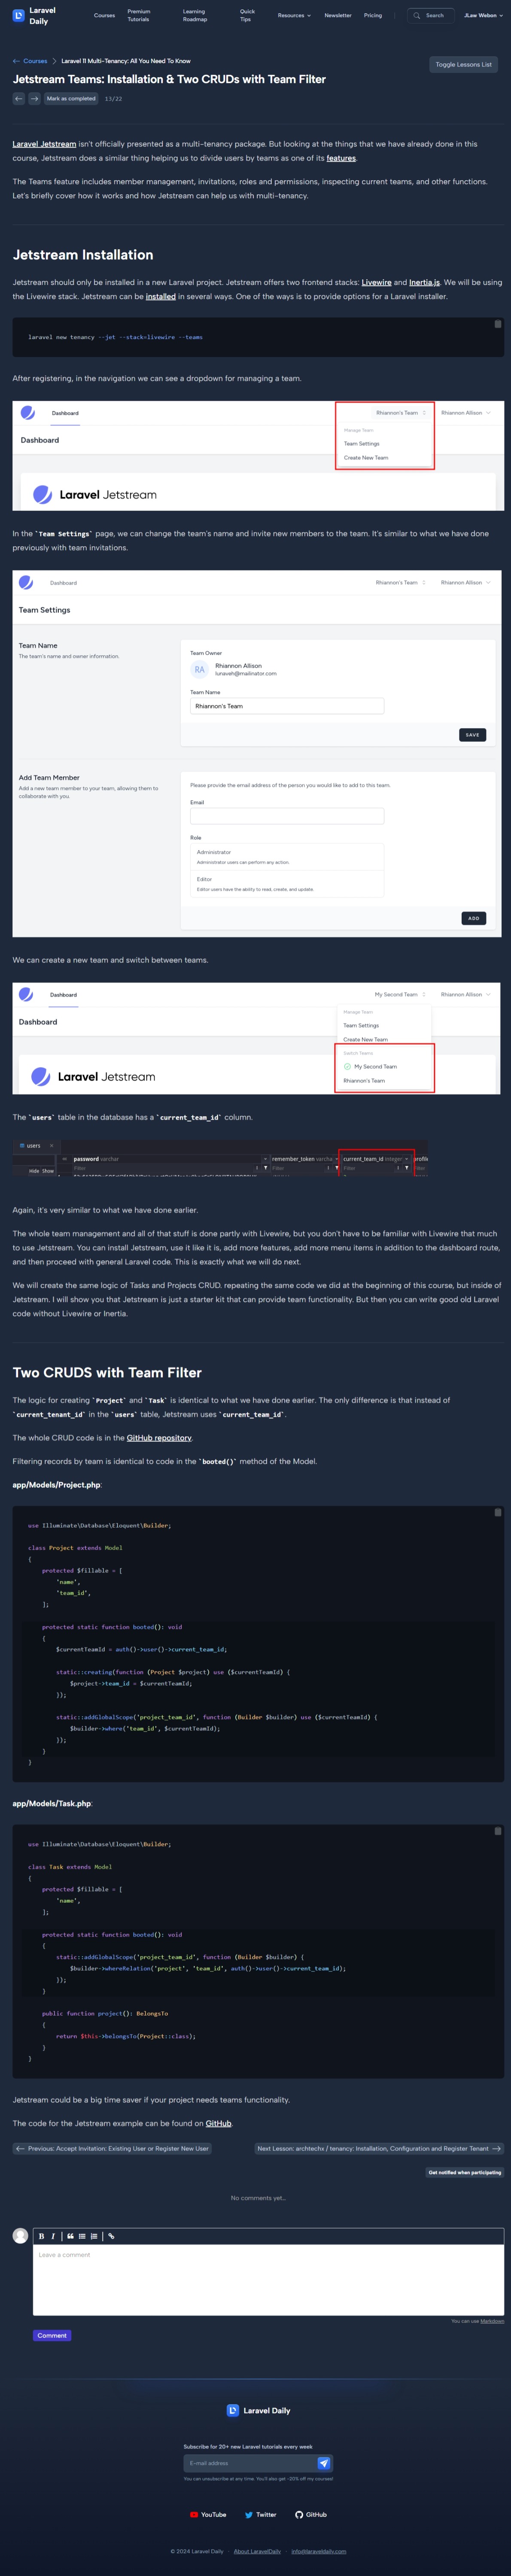 Laravel
Daily
Courses
Premium
Tutorials
Learning
Roadmap
Quick
Tips
Resources
Newsletter
Pricing
Search
JLaw Webon
← Courses > Laravel 11 Multi-Tenancy: All You Need To Know
Toggle Lessons List
Jetstream Teams: Installation & Two CRUDs with Team Filter
← → Mark as completed 13/22
Laravel Jetstream isn't officially presented as a multi-tenancy package. But looking at the things that we have already done in this
course, Jetstream does a similar thing helping us to divide users by teams as one of its features.
The Teams feature includes member management, invitations, roles and permissions, inspecting current teams, and other functions.
Let's briefly cover how it works and how Jetstream can help us with multi-tenancy.
Jetstream Installation
Jetstream should only be installed in a new Laravel project. Jetstream offers two frontend stacks: Livewire and Inertia.js. We will be using
the Livewire stack. Jetstream can be installed in several ways. One of the ways is to provide options for a Laravel installer.
laravel new tenancy --jet --stack=livewire --teams
After registering, in the navigation we can see a dropdown for managing a team.
Dashboard
Rhiannon's Team
Rhiannon Allison
Manage Team
Dashboard
Team Settings
Create New Team
Laravel Jetstream
In the `Team Settings` page, we can change the team's name and invite new members to the team. It's similar to what we have done
previously with team invitations.
Dashboard
Rhiannon's Team
Rhiannon Allison
Team Settings
Team Name
The team's name and owner information.
Team Owner
RA
Rhiannon Allison
lunaveh@mailinator.com
Team Name
Rhiannon's Team
SAVE
Add Team Member
Add a new team member to your team, allowing them to
collaborate with you.
Please provide the email address of the person you would like to add to this team.
Email
Role
Administrator
Administrator users can perform any action.
Editor
Editor users have the ability to read, create, and update.
ADD
We can create a new team and switch between teams.
Dashboard
My Second Team
Rhiannon Allison
Manage Team
Dashboard
Team Settings
Create New Team
Switch Teams
My Second Team
Laravel Jetstream
Rhiannon's Team
The `users` table in the database has a `current_team_id` column.
users
password varchar
remember_token varcha
current_team_id integer
profil
Hide Show
Filter
Filter
Filter
Filter
Again, it's very similar to what we have done earlier.
The whole team management and all of that stuff is done partly with Livewire, but you don't have to be familiar with Livewire that much
to use Jetstream. You can install Jetstream, use it like it is, add more features, add more menu items in addition to the dashboard route,
and then proceed with general Laravel code. This is exactly what we will do next.
We will create the same logic of Tasks and Projects CRUD. repeating the same code we did at the beginning of this course, but inside of
Jetstream. I will show you that Jetstream is just a starter kit that can provide team functionality. But then you can write good old Laravel
code without Livewire or Inertia.
Two CRUDS with Team Filter
The logic for creating `Project` and `Task` is identical to what we have done earlier. The only difference is that instead of
`current_tenant_id` in the `users` table, Jetstream uses `current_team_id`.
The whole CRUD code is in the GitHub repository.
Filtering records by team is identical to code in the `booted()` method of the Model.
app/Models/Project.php:
use Illuminate\Database\Eloquent\Builder;
class Project extends Model
{
protected $fillable = [
'name',
'team_id',
];
protected static function booted(): void
{
$currentTeamId = auth()->user()->current_team_id;
static::creating(function (Project $project) use ($currentTeamId) {
$project->team_id = $currentTeamId;
});
static::addGlobalScope('project_team_id', function (Builder $builder) use ($currentTeamId) {
$builder->where('team_id', $currentTeamId);
});
}
}
app/Models/Task.php:
use Illuminate\Database\Eloquent\Builder;
class Task extends Model
{
protected $fillable = [
'name',
];
protected static function booted(): void
{
static::addGlobalScope('project_team_id', function (Builder $builder) {
$builder->whereRelation('project', 'team_id', auth()->user()->current_team_id);
});
}
public function project(): BelongsTo
{
return $this->belongsTo(Project::class);
}
}
Jetstream could be a big time saver if your project needs teams functionality.
The code for the Jetstream example can be found on GitHub.
← Previous: Accept Invitation: Existing User or Register New User
Next Lesson: archtechx / tenancy: Installation, Configuration and Register Tenant →
Get notified when participating
No comments yet…
B I
Leave a comment
You can use Markdown
Comment
Laravel Daily
Subscribe for 20+ new Laravel tutorials every week
E-mail address
You can unsubscribe at any time. You'll also get -20% off my courses!
YouTube
Twitter
GitHub
© 2024 Laravel Daily · About LaravelDaily · info@laraveldaily.com